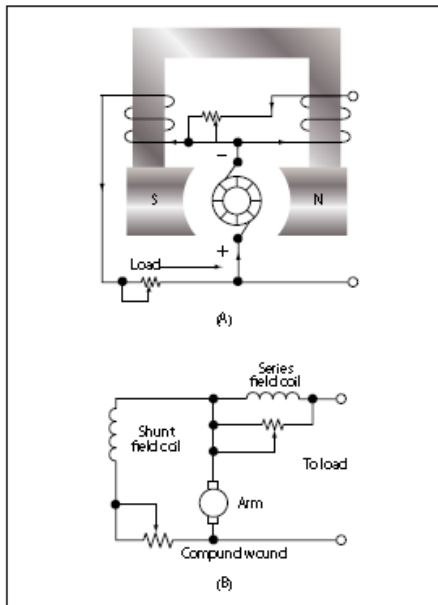 −
S
N
+
Load
(A)
Series
field coil
Shunt
field coil
To load
Arm
Compound wound
(B)